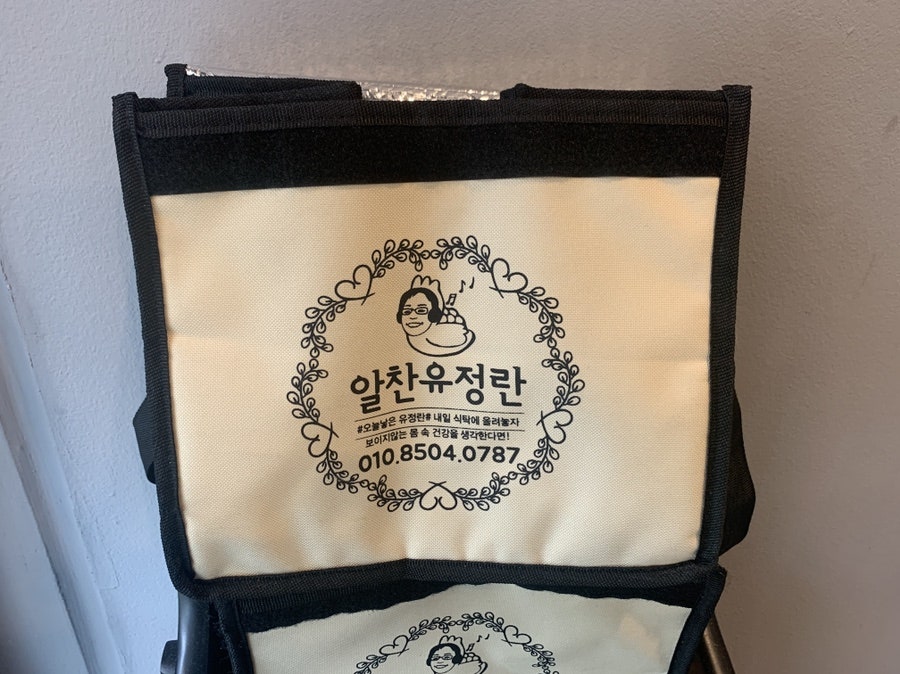 알찬유정란
#오늘낳은 유정란# 내일 식탁에 올려놓자
보이지않는 몸 속 건강을 생각한다면!
010.8504.0787